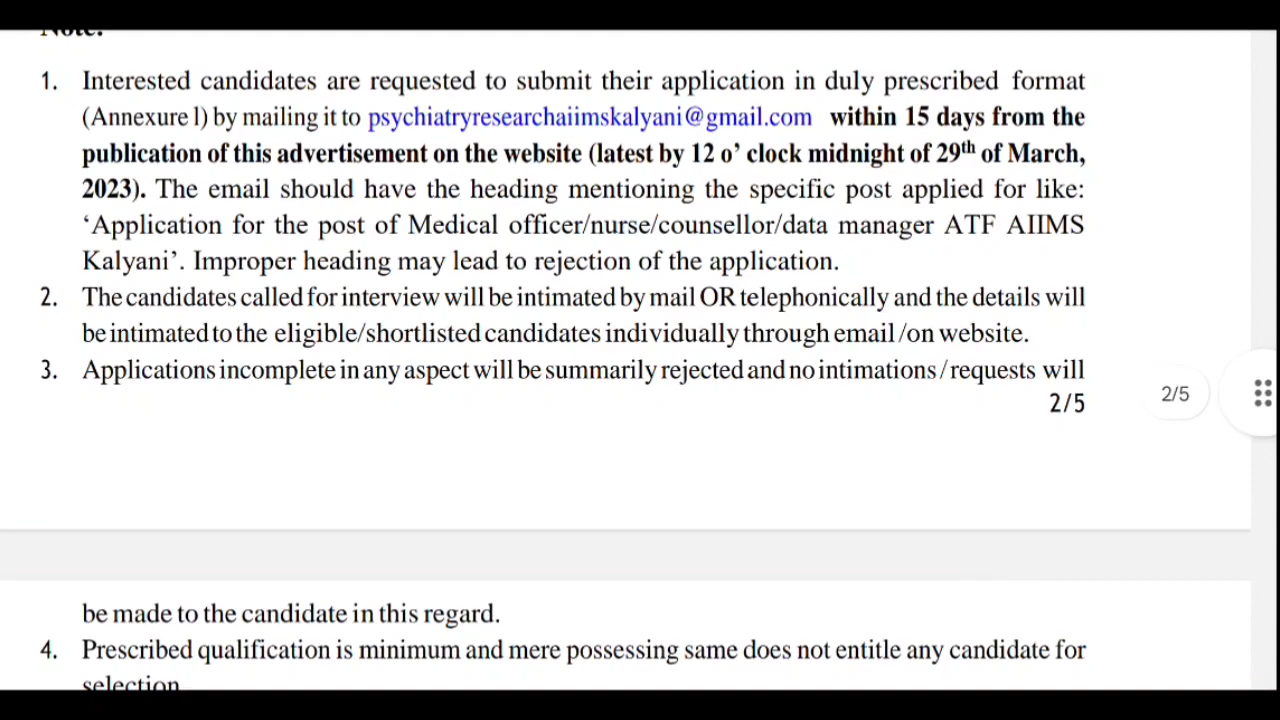 Note:
1. Interested candidates are requested to submit their application in duly prescribed format
(Annexure l) by mailing it to psychiatryresearchaiimskalyani@gmail.com within 15 days from the
publication of this advertisement on the website (latest by 12 o’ clock midnight of 29th of March,
2023). The email should have the heading mentioning the specific post applied for like:
‘Application for the post of Medical officer/nurse/counsellor/data manager ATF AIIMS
Kalyani’. Improper heading may lead to rejection of the application.
2. The candidates called for interview will be intimated by mail OR telephonically and the details will
be intimated to the eligible/shortlisted candidates individually through email /on website.
3. Applications incomplete in any aspect will be summarily rejected and no intimations/requests will
2/5
2/5
be made to the candidate in this regard.
4. Prescribed qualification is minimum and mere possessing same does not entitle any candidate for
selection